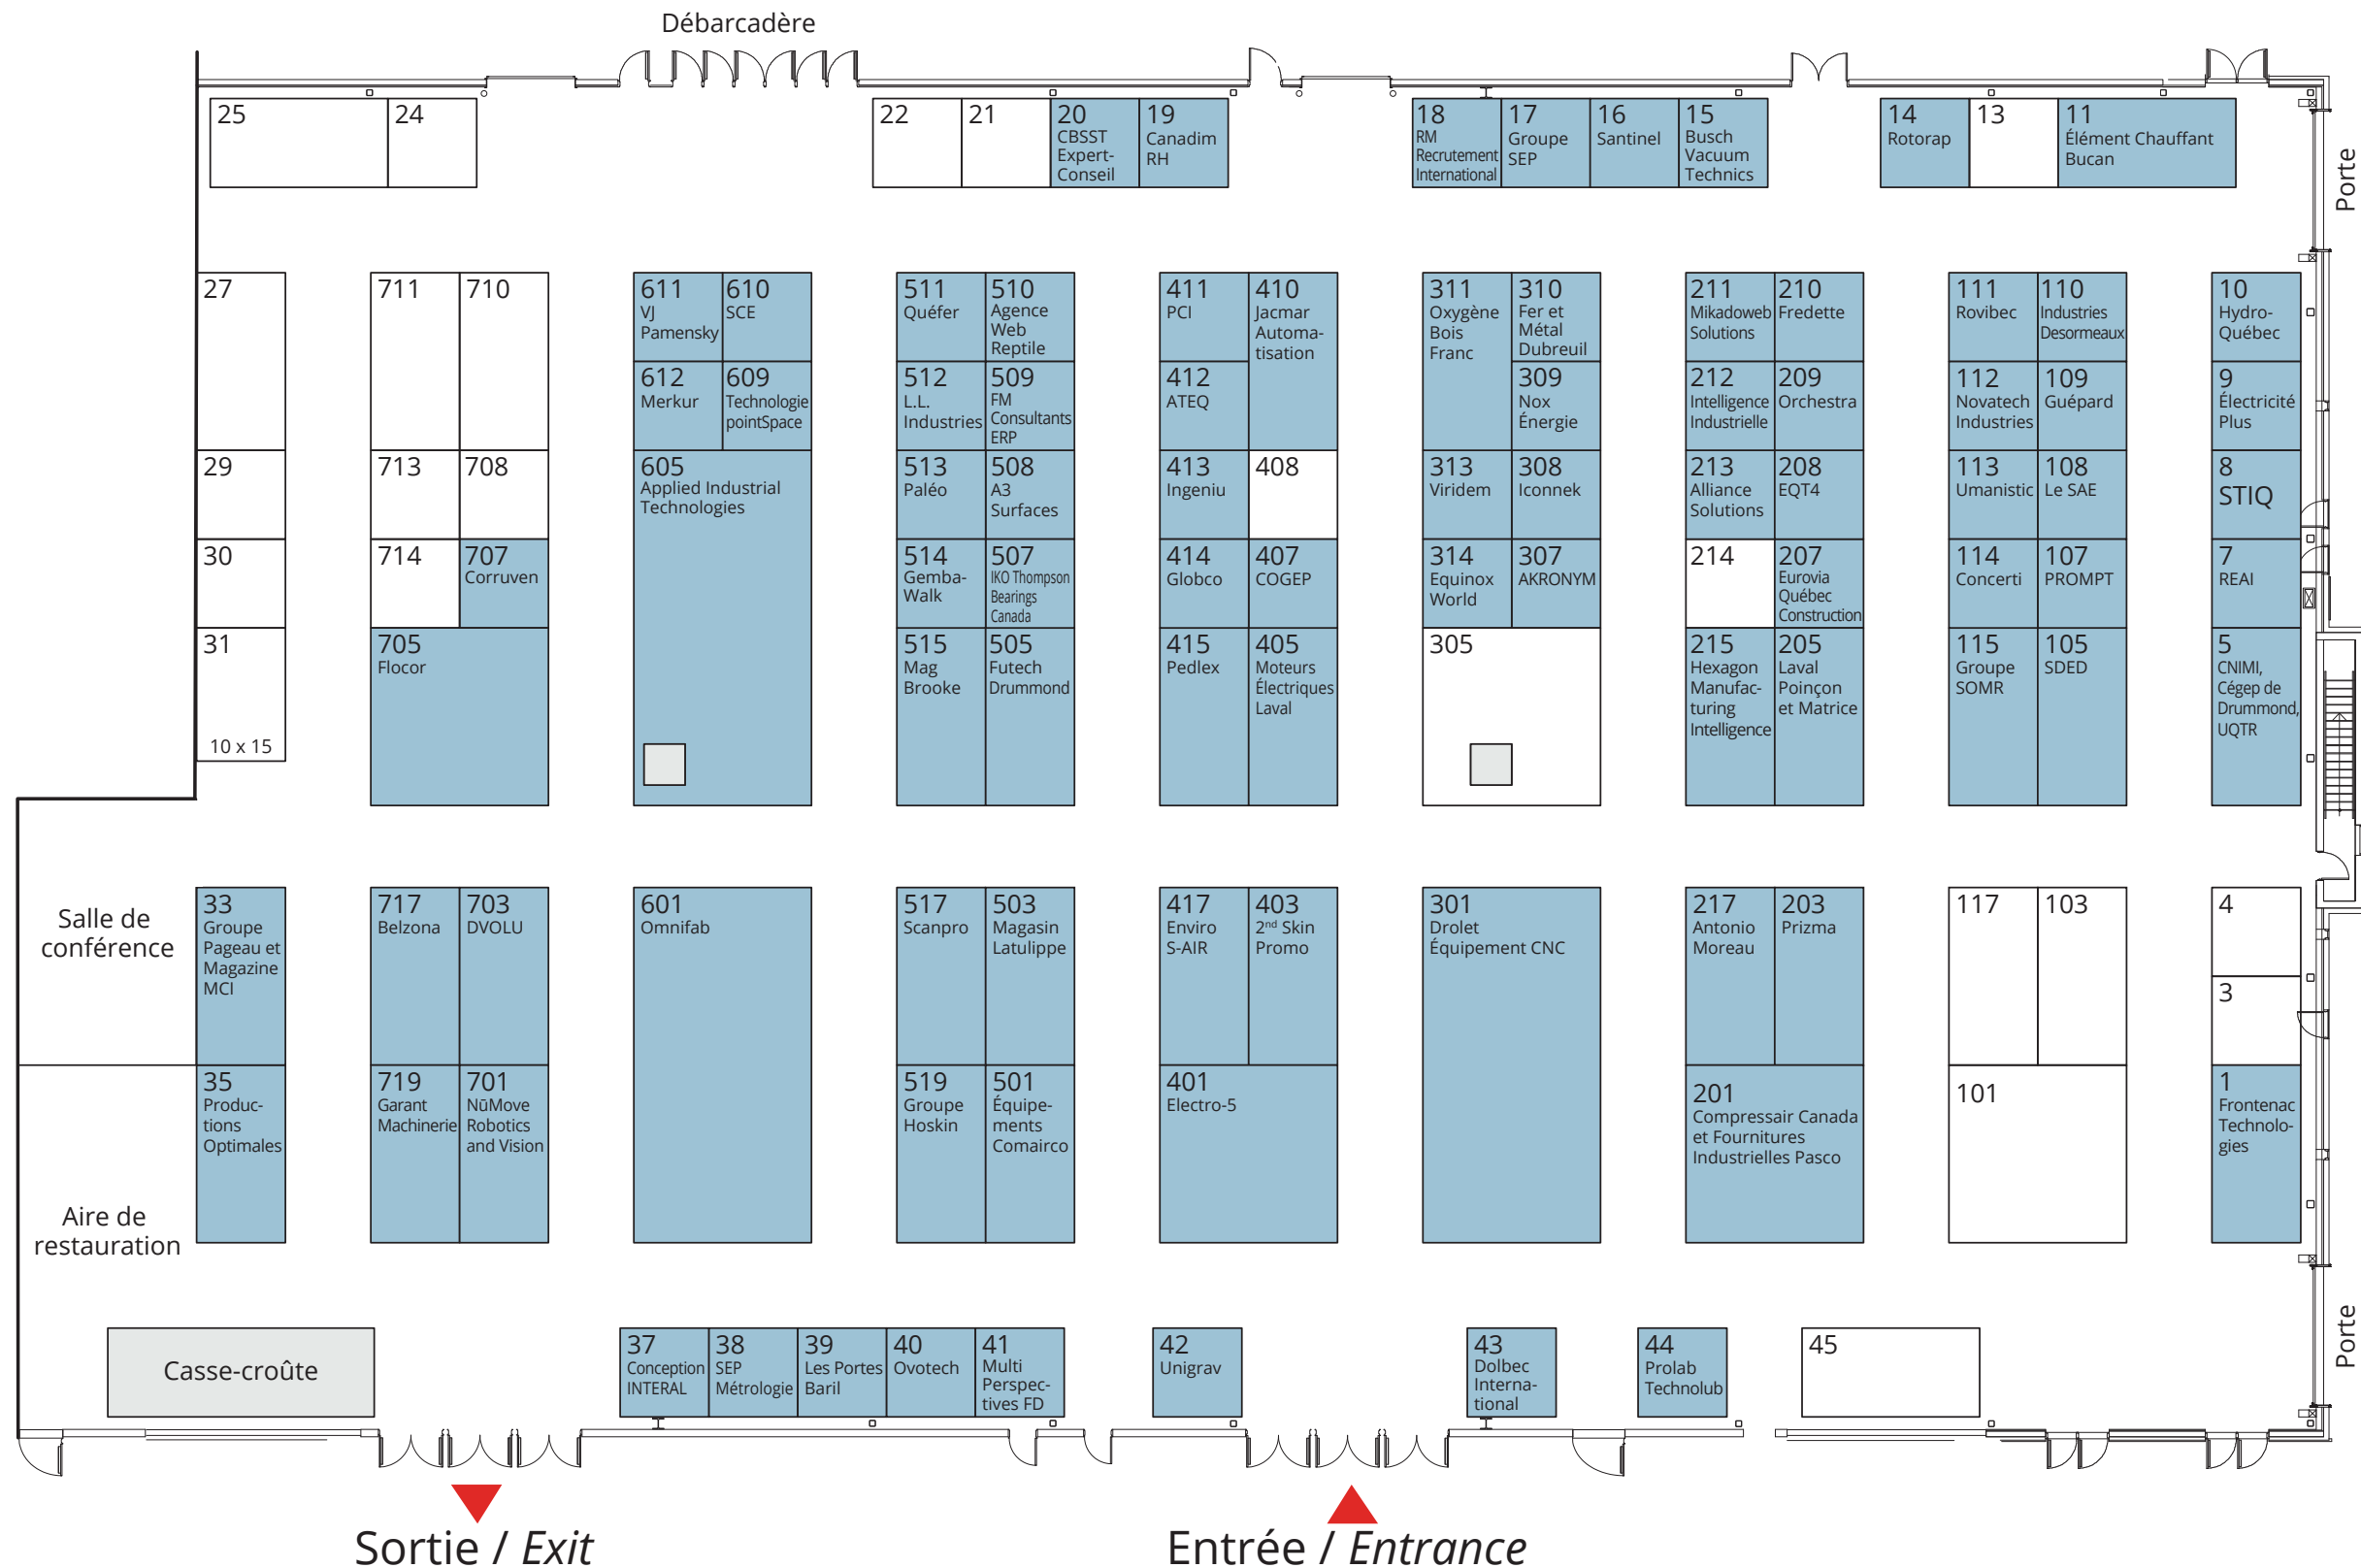 Débarcadère
25
24
22
21
20
CBSST
Expert-
Conseil
19
Canadim
RH
18
RM
Recrutement
International
17
Groupe
SEP
16
Santinel
15
Busch
Vacuum
Technics
14
Rotorap
13
11
Élément Chauffant
Bucan
Porte
27
29
30
31
10 x 15
711
710
713
708
714
707
Corruven
705
Flocor
611
VJ
Pamensky
610
SCE
612
Merkur
609
Technologie
pointSpace
605
Applied Industrial
Technologies
511
Quéfer
510
Agence
Web
Reptile
512
L.L.
Industries
509
FM
Consultants
ERP
513
Paléo
508
A3
Surfaces
514
Gemba-
Walk
507
IKO Thompson
Bearings
Canada
515
Mag
Brooke
505
Futech
Drummond
411
PCI
410
Jacmar
Automa-
tisation
412
ATEQ
413
Ingeniu
408
414
Globco
407
COGEP
415
Pedlex
405
Moteurs
Électriques
Laval
311
Oxygène
Bois
Franc
310
Fer et
Métal
Dubreuil
309
Nox
Énergie
313
Viridem
308
Iconnek
314
Equinox
World
307
AKRONYM
305
211
Mikadoweb
Solutions
210
Fredette
212
Intelligence
Industrielle
209
Orchestra
213
Alliance
Solutions
208
EQT4
214
207
Eurovia
Québec
Construction
215
Hexagon
Manufac-
turing
Intelligence
205
Laval
Poinçon
et Matrice
111
Rovibec
110
Industries
Desormeaux
112
Novatech
Industries
109
Guépard
113
Umanistic
108
Le SAE
114
Concerti
107
PROMPT
115
Groupe
SOMR
105
SDED
10
Hydro-
Québec
9
Électricité
Plus
8
STIQ
7
REAI
5
CNIMI,
Cégep de
Drummond,
UQTR
Salle de
conférence
33
Groupe
Pageau et
Magazine
MCI
35
Produc-
tions
Optimales
Aire de
restauration
717
Belzona
703
DVOLU
719
Garant
Machinerie
701
NūMove
Robotics
and Vision
601
Omnifab
517
Scanpro
503
Magasin
Latulippe
519
Groupe
Hoskin
501
Équipe-
ments
Comairco
417
Enviro
S-AIR
403
2nd Skin
Promo
401
Electro-5
301
Drolet
Équipement CNC
217
Antonio
Moreau
203
Prizma
201
Compressair Canada
et Fournitures
Industrielles Pasco
117
103
101
4
3
1
Frontenac
Technolo-
gies
Casse-croûte
37
Conception
INTERAL
38
SEP
Métrologie
39
Les Portes
Baril
40
Ovotech
41
Multi
Perspec-
tives FD
42
Unigrav
43
Dolbec
Interna-
tional
44
Prolab
Technolub
45
Porte
Sortie / Exit
Entrée / Entrance